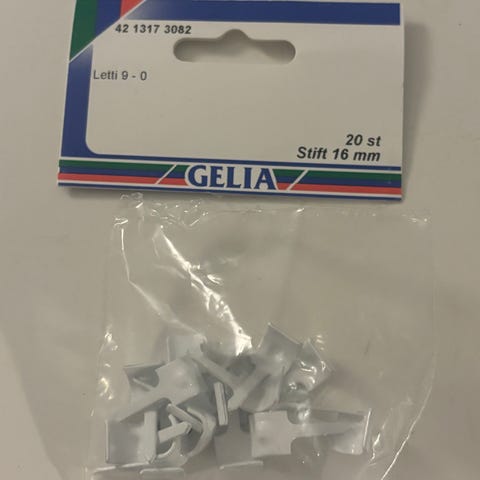 42 1317 3082
Letti 9 - 0
20 st
Stift 16 mm
GELIA